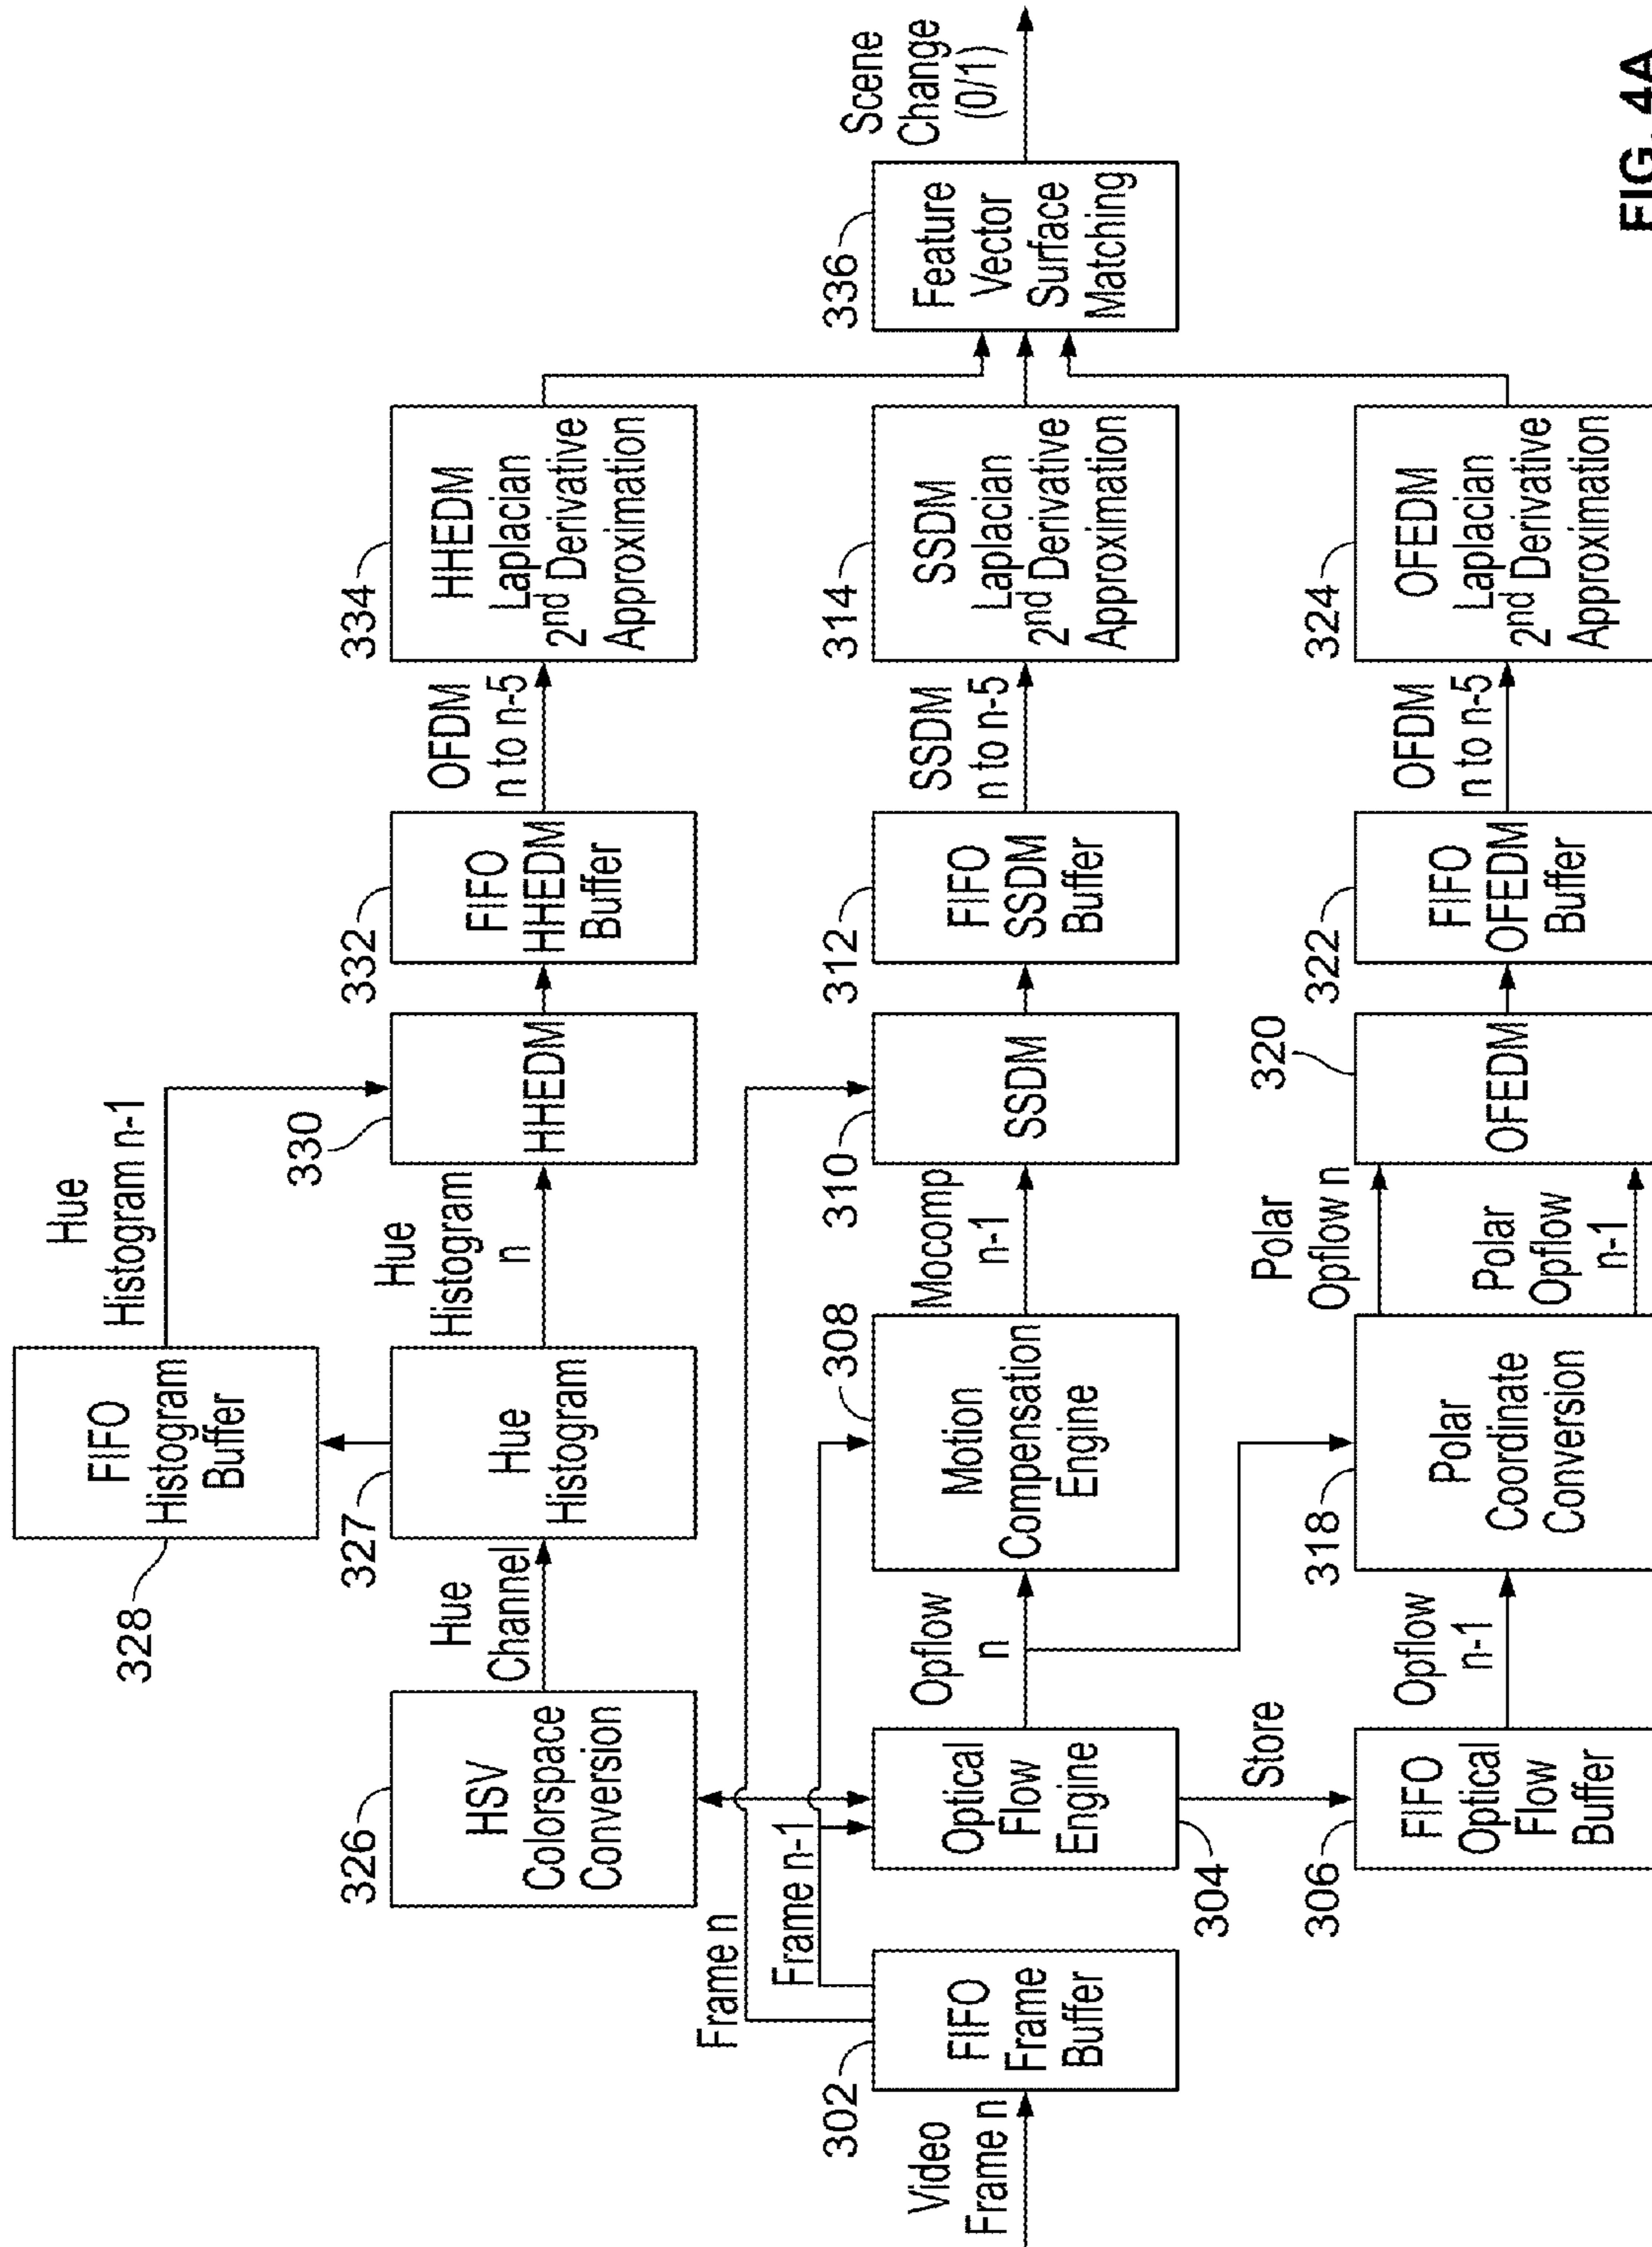 Hue
Histogram n-1
FIFO
Histogram
Buffer
328
326
HSV
Colorspace
Conversion
Hue
Channel
327
Hue
Histogram
Hue
Histogram
n
330
HHEDM
332
FIFO
HHEDM
Buffer
OFDM
n to n-5
334
HHEDM
Laplacian
2nd Derivative
Approximation
Frame n
Frame n-1
Video
Frame n
302
FIFO
Frame
Buffer
Optical
Flow
Engine
304
Opflow
n
308
Motion
Compensation
Engine
Mocomp
n-1
310
SSDM
312
FIFO
SSDM
Buffer
SSDM
n to n-5
314
SSDM
Laplacian
2nd Derivative
Approximation
336
Feature
Vector
Surface
Matching
Scene
Change
(0/1)
Store
306
FIFO
Optical
Flow
Buffer
Opflow
n-1
318
Polar
Coordinate
Conversion
Polar
Opflow n
Polar
Opflow
n-1
320
OFEDM
322
FIFO
OFEDM
Buffer
OFDM
n to n-5
324
OFEDM
Laplacian
2nd Derivative
Approximation
FIG. 4A